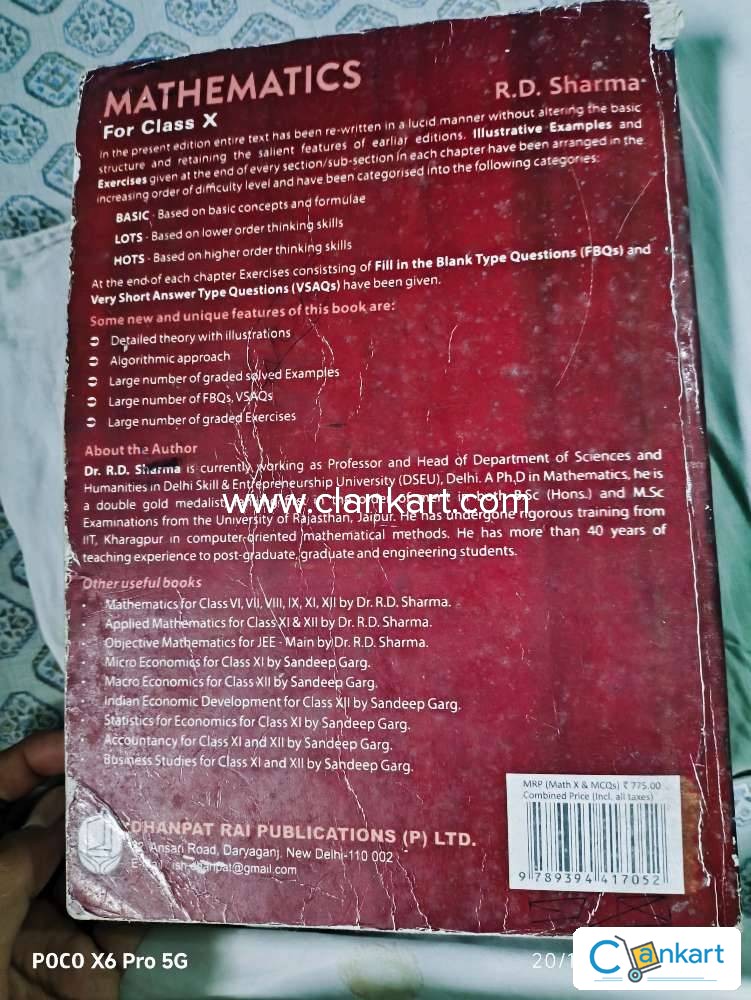 MATHEMATICS
R.D. Sharma
For Class X
In the present edition entire text has been re-written in a lucid manner without altering the basic
structure and retaining the salient features of earliar editions. Illustrative Examples and
Exercises given at the end of every section/sub-section in each chapter have been arranged in the
increasing order of difficulty level and have been categorised into the following categories:
BASIC - Based on basic concepts and formulae
LOTS - Based on lower order thinking skills
HOTS - Based on higher order thinking skills
At the end of each chapter Exercises consistsing of Fill in the Blank Type Questions (FBQs) and
Very Short Answer Type Questions (VSAQs) have been given.
Some new and unique features of this book are:
Detailed theory with illustrations
Algorithmic approach
Large number of graded solved Examples
Large number of FBQs, VSAQs
Large number of graded Exercises
About the Author
Dr. R.D. Sharma is currently working as Professor and Head of Department of Sciences and
Humanities in Delhi Skill & Entrepreneurship University (DSEU), Delhi. A Ph.D in Mathematics, he is
a double gold medalist, in both B.Sc (Hons.) and M.Sc
www.clankart.com
Examinations from the University of Rajasthan, Jaipur. He has undergone rigorous training from
IIT, Kharagpur in computer-oriented mathematical methods. He has more than 40 years of
teaching experience to post-graduate, graduate and engineering students.
Other useful books
Mathematics for Class VI, VII, VIII, IX, XI, XII by Dr. R.D. Sharma.
Applied Mathematics for Class XI & XII by Dr. R.D. Sharma.
Objective Mathematics for JEE - Main by Dr. R.D. Sharma.
Micro Economics for Class XI by Sandeep Garg.
Macro Economics for Class XII by Sandeep Garg.
Indian Economic Development for Class XII by Sandeep Garg.
Statistics for Economics for Class XI by Sandeep Garg.
Accountancy for Class XI and XII by Sandeep Garg.
Business Studies for Class XI and XII by Sandeep Garg.
MRP (Math X & MCQs) ₹ 775.00
Combined Price (Incl. all taxes)
9 789394 417052
DHANPAT RAI PUBLICATIONS (P) LTD.
Ansari Road, Daryaganj, New Delhi-110 002
ish.dhanpat@gmail.com
POCO X6 Pro 5G
20/1
Clankart